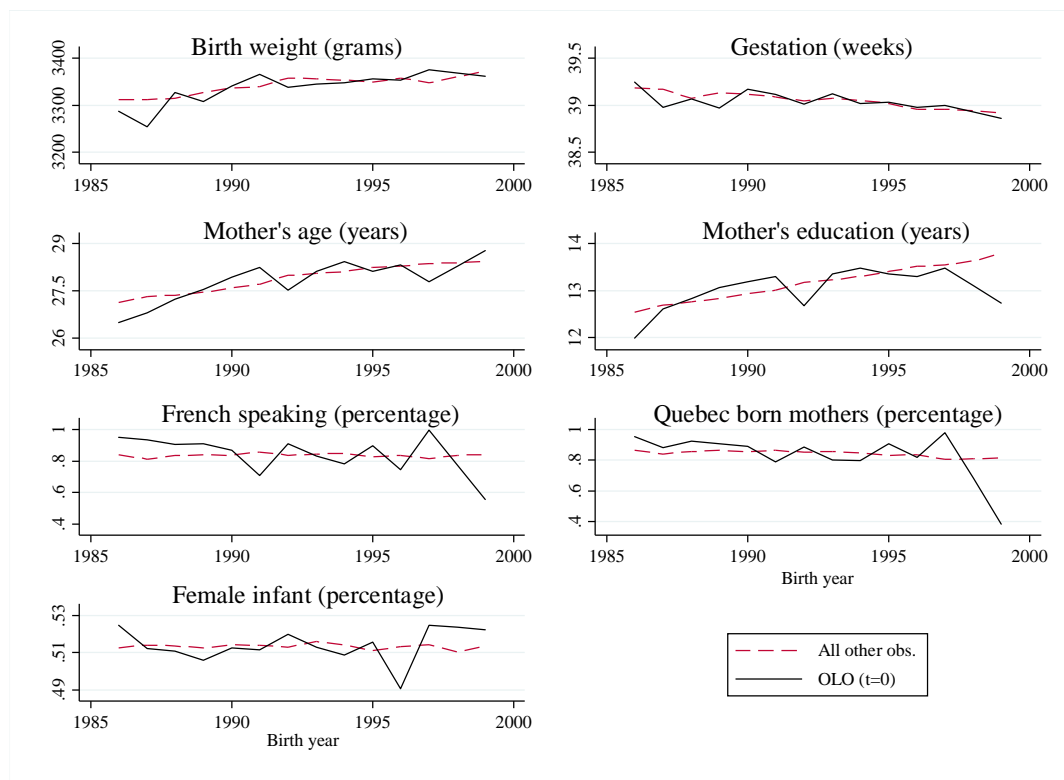 Birth weight (grams)
3400
3300
3200
1985 1990 1995 2000
Gestation (weeks)
39.5
39
38.5
1985 1990 1995 2000
Mother's age (years)
29
27.5
26
1985 1990 1995 2000
Mother's education (years)
14
13
12
1985 1990 1995 2000
French speaking (percentage)
1
.8
.6
.4
1985 1990 1995 2000
Quebec born mothers (percentage)
1
.8
.6
.4
1985 1990 1995 2000
Birth year
Female infant (percentage)
.53
.51
.49
1985 1990 1995 2000
Birth year
All other obs.
OLO (t=0)